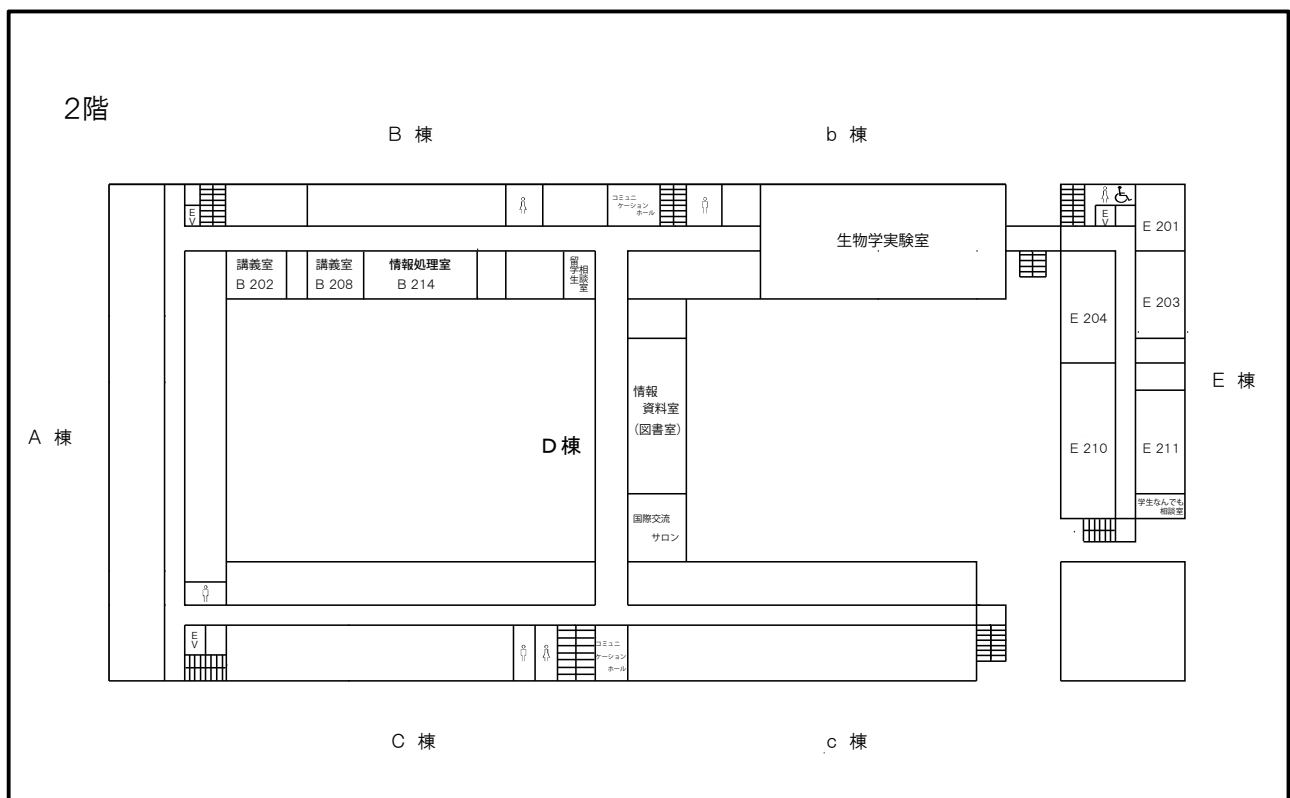 2階
B 棟
b 棟
EV
コミュニ
ケーション
ホール
生物学実験室
EV
E 201
講義室
B 202
講義室
B 208
情報処理室
B 214
留学生
相談室
E 203
E 204
情報
資料室
(図書室)
E 棟
A 棟
D棟
E 210
E 211
学生なんでも
相談室
国際交流
サロン
EV
コミュニ
ケーション
ホール
C 棟
c 棟